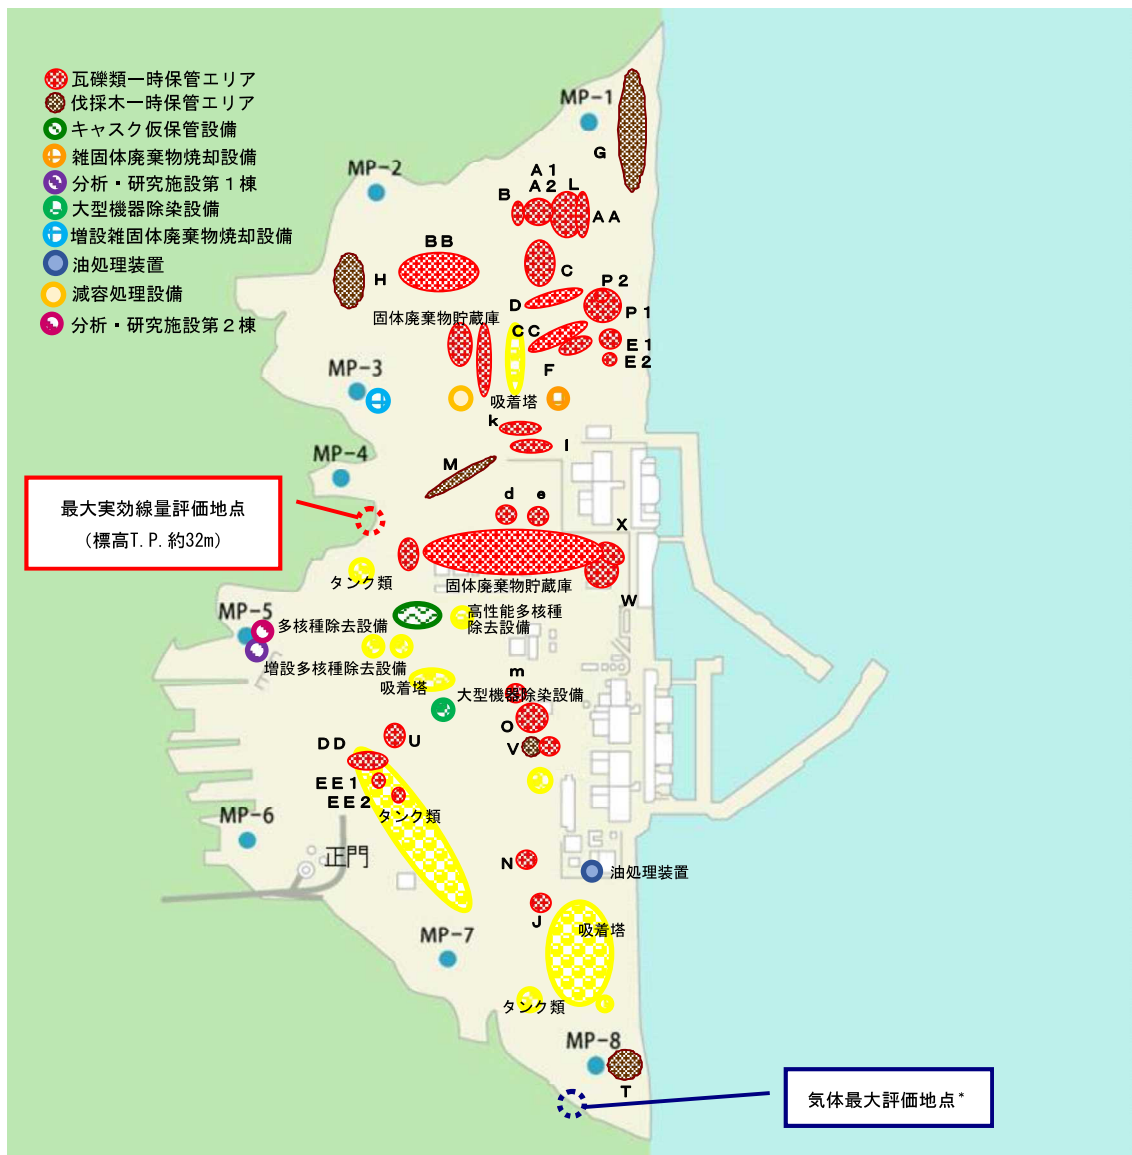 瓦礫類一時保管エリア
伐採木一時保管エリア
キャスク仮保管設備
雑固体廃棄物焼却設備
分析・研究施設第１棟
大型機器除染設備
増設雑固体廃棄物焼却設備
油処理装置
減容処理設備
分析・研究施設第２棟
MP-1
G
MP-2
A1
A2
L
B
AA
BB
H
C
P2
D
P1
固体廃棄物貯蔵庫
CC
E1
E2
F
MP-3
吸着塔
k
l
MP-4
M
d
e
最大実効線量評価地点
（標高T.P.約32m）
X
タンク類
固体廃棄物貯蔵庫
W
MP-5
高性能多核種
除去設備
多核種除去設備
増設多核種除去設備
吸着塔
m
大型機器除染設備
O
U
DD
V
EE1
EE2
タンク類
MP-6
正門
N
油処理装置
J
吸着塔
MP-7
タンク類
MP-8
T
気体最大評価地点*